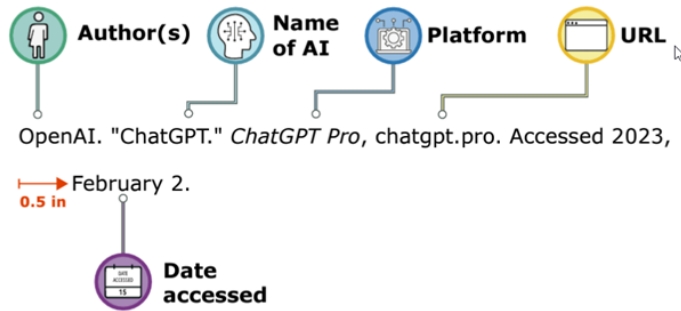 Author(s)
Name
of AI
Platform
URL
OpenAI. "ChatGPT." ChatGPT Pro, chatgpt.pro. Accessed 2023,
February 2.
0.5 in
DATE
ACCESSED
15
Date
accessed